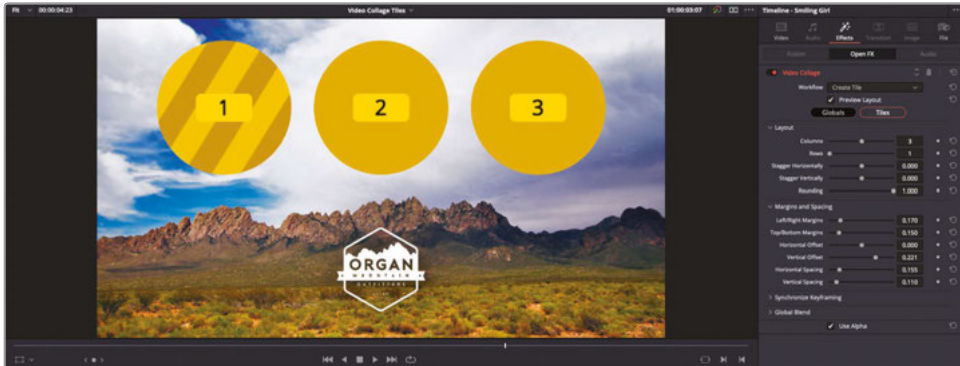 Fit 00:00:04:23 Video Collage Tiles 01:00:03:07 Timeline - Smiling Girl
Video Audio Effects Transition Image File
Fusion Open FX Audio
Video Collage
Workflow Create Tile
Preview Layout
Globals Tiles
Layout
Columns 3
Rows 1
Stagger Horizontally 0.000
Stagger Vertically 0.000
Rounding 1.000
Margins and Spacing
Left/Right Margins 0.170
Top/Bottom Margins 0.150
Horizontal Offset 0.000
Vertical Offset 0.221
Horizontal Spacing 0.155
Vertical Spacing 0.110
Synchronize Keyframing
Global Blend
Use Alpha
1 2 3
ORGAN
MOUNTAIN
OUTFITTERS